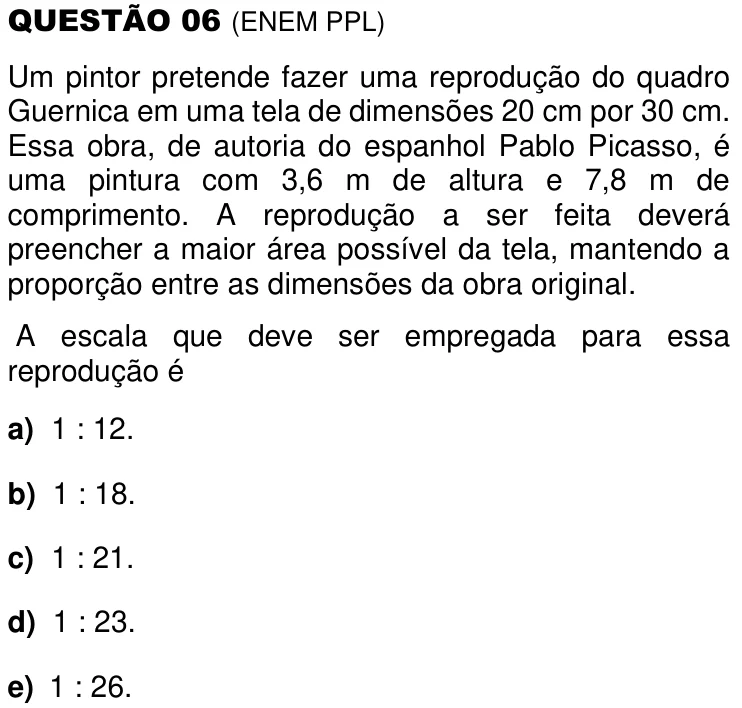 QUESTÃO 06 (ENEM PPL)
Um pintor pretende fazer uma reprodução do quadro
Guernica em uma tela de dimensões 20 cm por 30 cm.
Essa obra, de autoria do espanhol Pablo Picasso, é
uma pintura com 3,6 m de altura e 7,8 m de
comprimento. A reprodução a ser feita deverá
preencher a maior área possível da tela, mantendo a
proporção entre as dimensões da obra original.
A escala que deve ser empregada para essa
reprodução é
a) 1 : 12.
b) 1 : 18.
c) 1 : 21.
d) 1 : 23.
e) 1 : 26.